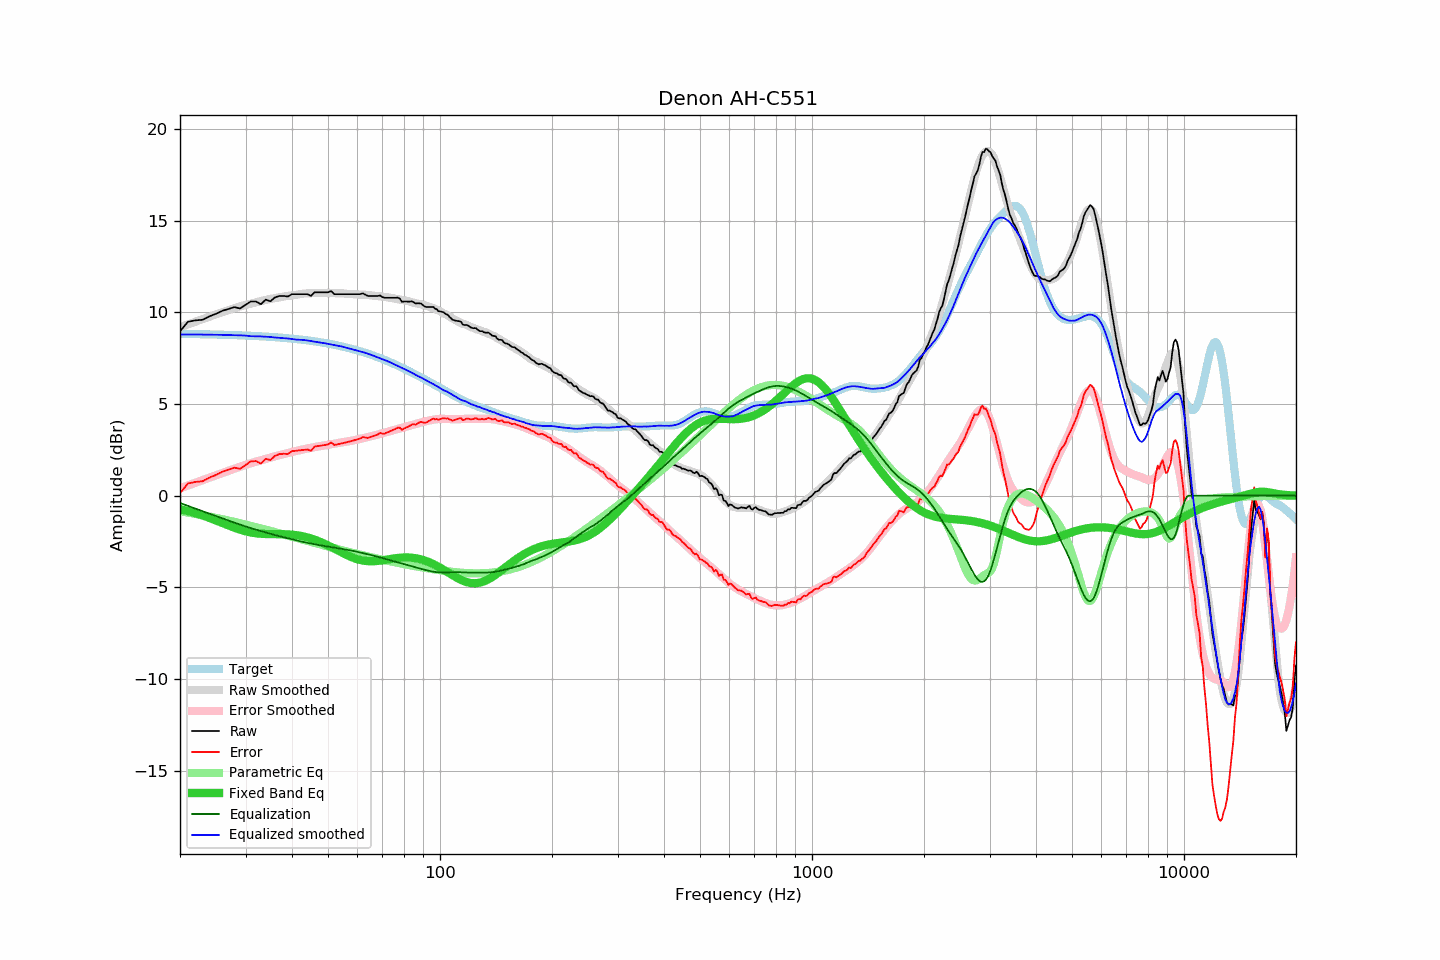 Denon AH-C551
20
15
10
5
0
−5
−10
−15
Amplitude (dBr)
Target
Raw Smoothed
Error Smoothed
Raw
Error
Parametric Eq
Fixed Band Eq
Equalization
Equalized smoothed
100
1000
10000
Frequency (Hz)